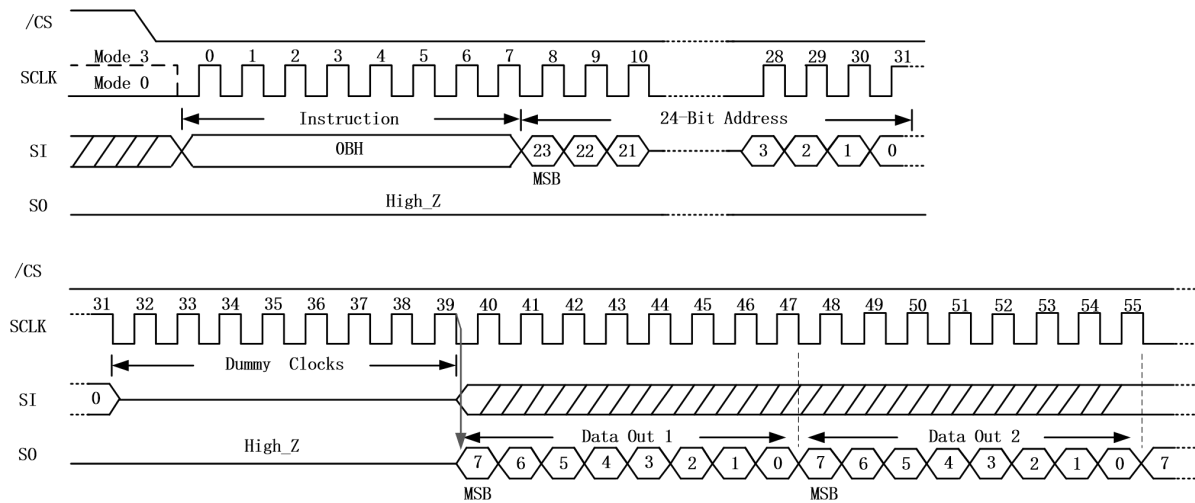 /CS
Mode 3
0 1 2 3 4 5 6 7 8 9 10 28 29 30 31
SCLK
Mode 0
Instruction
24-Bit Address
SI
0BH
23 22 21 3 2 1 0
MSB
High_Z
SO
/CS
31 32 33 34 35 36 37 38 39 40 41 42 43 44 45 46 47 48 49 50 51 52 53 54 55
SCLK
Dummy Clocks
SI
0
Data Out 1
Data Out 2
High_Z
SO
7 6 5 4 3 2 1 0 7 6 5 4 3 2 1 0 7
MSB
MSB